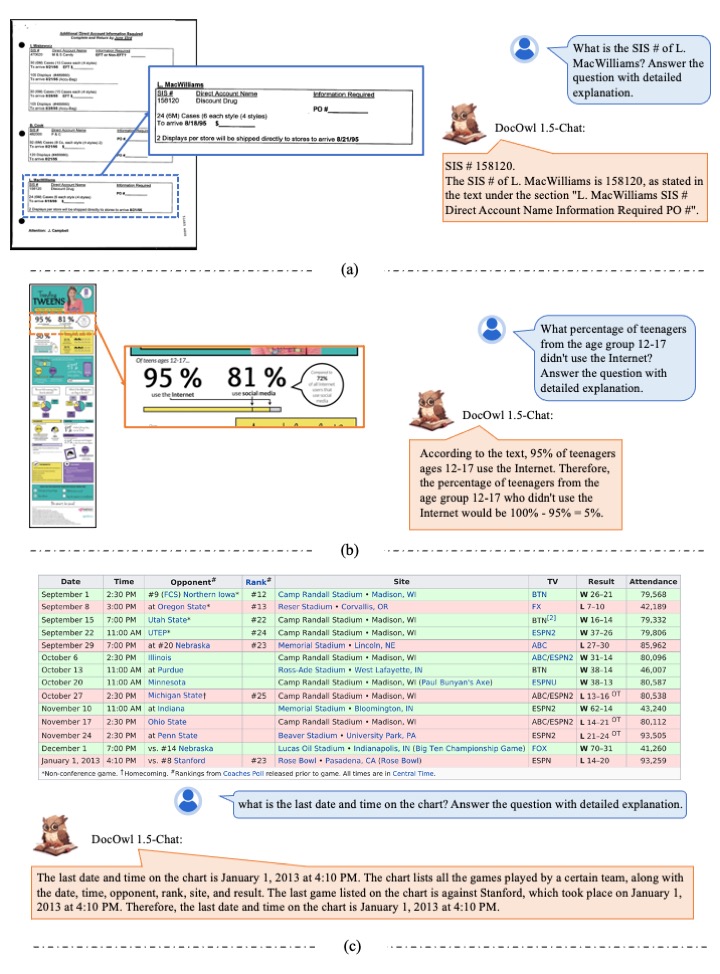 Additional Direct Account Information Required
Complete and Return by June 23rd
SIS # Direct Account Name Information Required
L. MacWilliams
SIS # Direct Account Name Information Required
158120 Discount Drug
PO #
24 (6M) Cases (6 each style (4 styles)
To arrive 8/18/95 $
2 Displays per store will be shipped directly to stores to arrive 8/21/95
Attention: J. Campbell
What is the SIS # of L.
MacWilliams? Answer the
question with detailed
explanation.
DocOwl 1.5-Chat:
SIS # 158120.
The SIS # of L. MacWilliams is 158120, as stated in
the text under the section "L. MacWilliams SIS #
Direct Account Name Information Required PO #".
(a)
TWEENS
95 % 81 %
Of teens ages 12-17...
95 % 81 %
use the Internet use social media
Compared to
72%
of all Internet
users that
use social
media
What percentage of teenagers
from the age group 12-17
didn't use the Internet?
Answer the question with
detailed explanation.
DocOwl 1.5-Chat:
According to the text, 95% of teenagers
ages 12-17 use the Internet. Therefore,
the percentage of teenagers from the
age group 12-17 who didn't use the
Internet would be 100% - 95% = 5%.
(b)
Date Time Opponent# Rank# Site TV Result Attendance
September 1 2:30 PM #9 (FCS) Northern Iowa* #12 Camp Randall Stadium • Madison, WI BTN W 26–21 79,568
September 8 3:00 PM at Oregon State* #13 Reser Stadium • Corvallis, OR FX L 7–10 42,189
September 15 7:00 PM Utah* #22 Camp Randall Stadium • Madison, WI BTN[2] W 16–14 79,332
September 22 11:00 AM UTEP* #24 Camp Randall Stadium • Madison, WI ESPN2 W 37–26 79,806
September 29 7:00 PM at #20 Nebraska #23 Memorial Stadium • Lincoln, NE ABC L 27–30 85,962
October 6 2:30 PM Illinois Camp Randall Stadium • Madison, WI ABC/ESPN2 W 31–14 80,096
October 13 11:00 AM at Purdue Ross-Ade Stadium • West Lafayette, IN BTN W 38–14 46,007
October 20 11:00 AM Minnesota Camp Randall Stadium • Madison, WI (Paul Bunyan's Axe) ESPNU W 38–13 80,587
October 27 2:30 PM Michigan State† #25 Camp Randall Stadium • Madison, WI ABC/ESPN2 L 13–16 OT 80,538
November 10 11:00 AM at Indiana Memorial Stadium • Bloomington, IN ESPN2 W 62–14 43,240
November 17 2:30 PM Ohio State Camp Randall Stadium • Madison, WI ABC/ESPN2 L 14–21 OT 80,112
November 24 2:30 PM at Penn State Beaver Stadium • University Park, PA ESPN2 L 21–24 OT 93,505
December 1 7:00 PM vs. #14 Nebraska Lucas Oil Stadium • Indianapolis, IN (Big Ten Championship Game) FOX W 70–31 41,260
January 1, 2013 4:10 PM vs. #8 Stanford #23 Rose Bowl • Pasadena, CA (Rose Bowl) ESPN L 14–20 93,259
*Non-conference game. †Homecoming. #Rankings from Coaches Poll released prior to game. All times are in Central Time.
what is the last date and time on the chart? Answer the question with detailed explanation.
DocOwl 1.5-Chat:
The last date and time on the chart is January 1, 2013 at 4:10 PM. The chart lists all the games played by a certain team, along with
the date, time, opponent, rank, site, and result. The last game listed on the chart is against Stanford, which took place on January 1,
2013 at 4:10 PM. Therefore, the last date and time on the chart is January 1, 2013 at 4:10 PM.
(c)